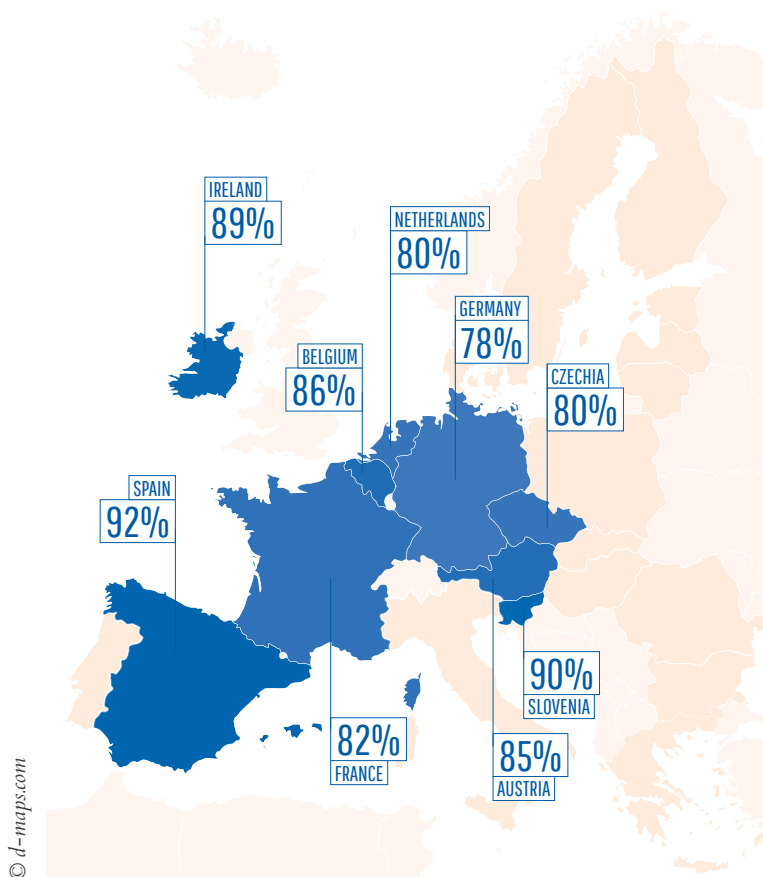 IRELAND
89%
NETHERLANDS
80%
GERMANY
78%
BELGIUM
86%
CZECHIA
80%
SPAIN
92%
90%
SLOVENIA
82%
FRANCE
85%
AUSTRIA
© d-maps.com